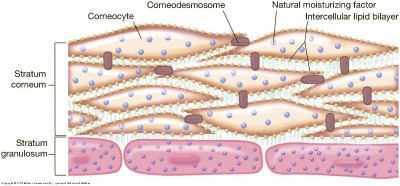 Corneocyte
Corneodesmosome
Natural moisturizing factor
Intercellular lipid bilayer
Stratum
corneum
Stratum
granulosum